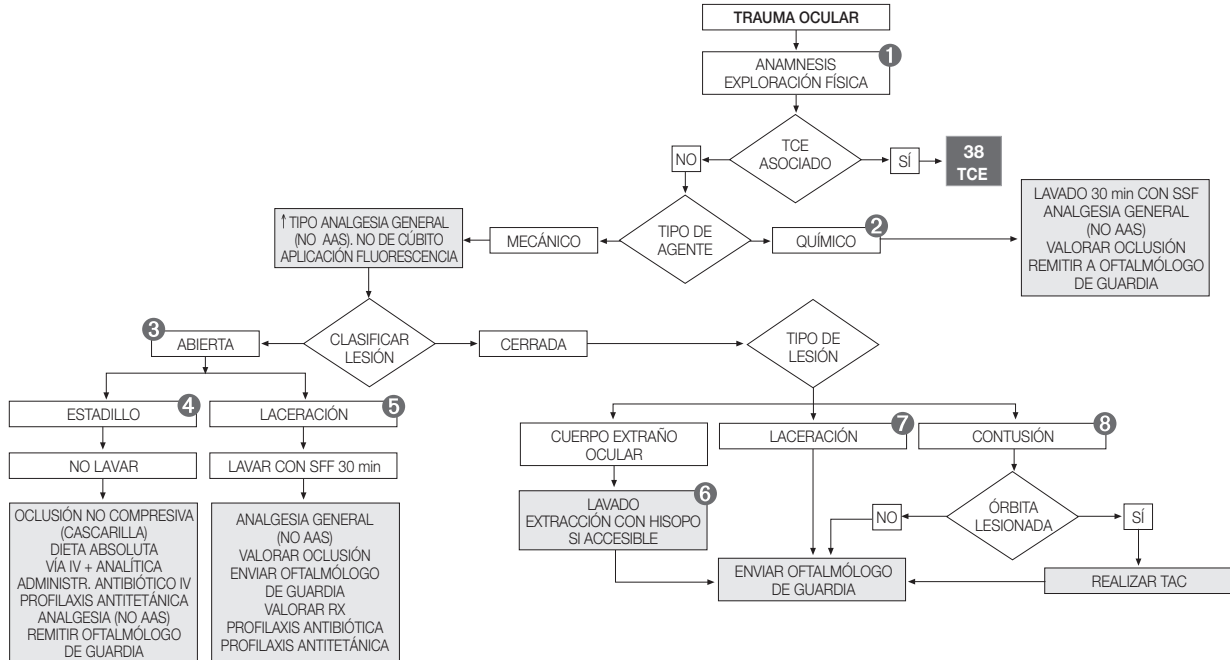 TRAUMA OCULAR
1
ANAMNESIS
EXPLORACIÓN FÍSICA
TCE
ASOCIADO
NO
SÍ
38
TCE
TIPO DE
AGENTE
MECÁNICO
QUÍMICO
2
LAVADO 30 min CON SSF
ANALGESIA GENERAL
(NO AAS)
VALORAR OCLUSIÓN
REMITIR A OFTALMÓLOGO
DE GUARDIA
↑ TIPO ANALGESIA GENERAL
(NO AAS). NO DE CÚBITO
APLICACIÓN FLUORESCENCIA
CLASIFICAR
LESIÓN
3
ABIERTA
CERRADA
TIPO DE
LESIÓN
ESTADILLO
4
LACERACIÓN
5
NO LAVAR
LAVAR CON SFF 30 min
OCLUSIÓN NO COMPRESIVA
(CASCARILLA)
DIETA ABSOLUTA
VÍA IV + ANALÍTICA
ADMINISTR. ANTIBIÓTICO IV
PROFILAXIS ANTITETÁNICA
ANALGESIA (NO AAS)
REMITIR OFTALMÓLOGO
DE GUARDIA
ANALGESIA GENERAL
(NO AAS)
VALORAR OCLUSIÓN
ENVIAR OFTALMÓLOGO
DE GUARDIA
VALORAR RX
PROFILAXIS ANTIBIÓTICA
PROFILAXIS ANTITETÁNICA
CUERPO EXTRAÑO
OCULAR
LACERACIÓN
7
CONTUSIÓN
8
6
LAVADO
EXTRACCIÓN CON HISOPO
SI ACCESIBLE
NO
ÓRBITA
LESIONADA
SÍ
ENVIAR OFTALMÓLOGO
DE GUARDIA
REALIZAR TAC